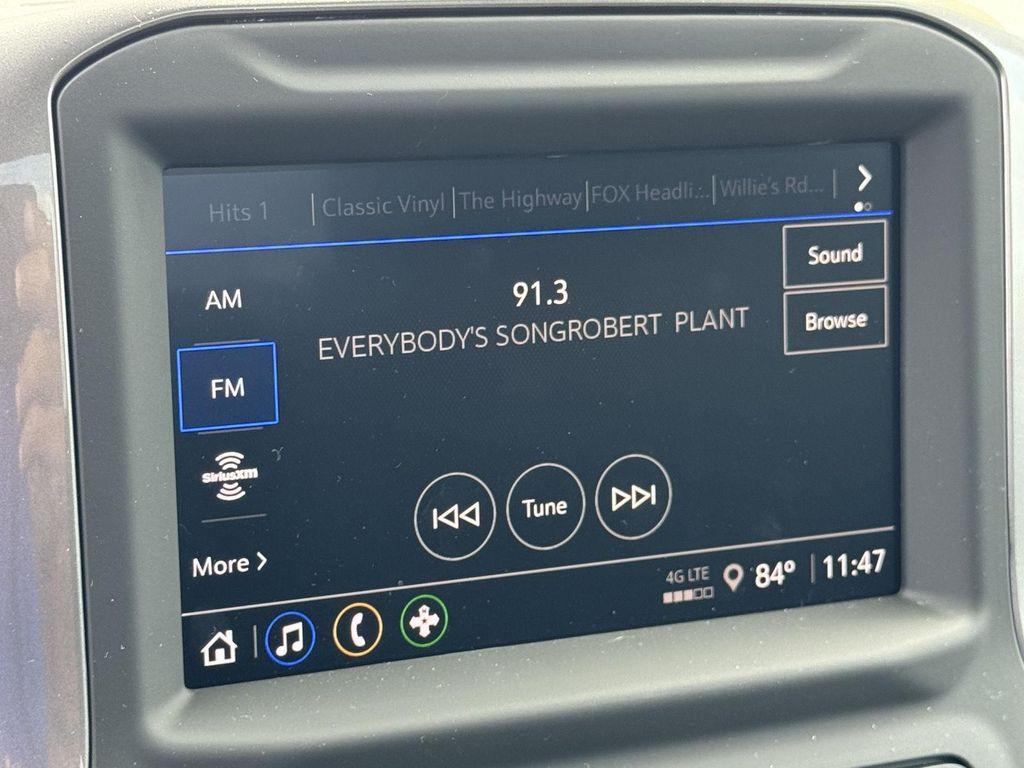 Hits 1 Classic Vinyl The Highway FOX Headli... Willie's Rd...
AM
91.3
Sound
EVERYBODY'S SONGROBERT PLANT
Browse
FM
SiriusXM
Tune
More
4G LTE 84° 11:47